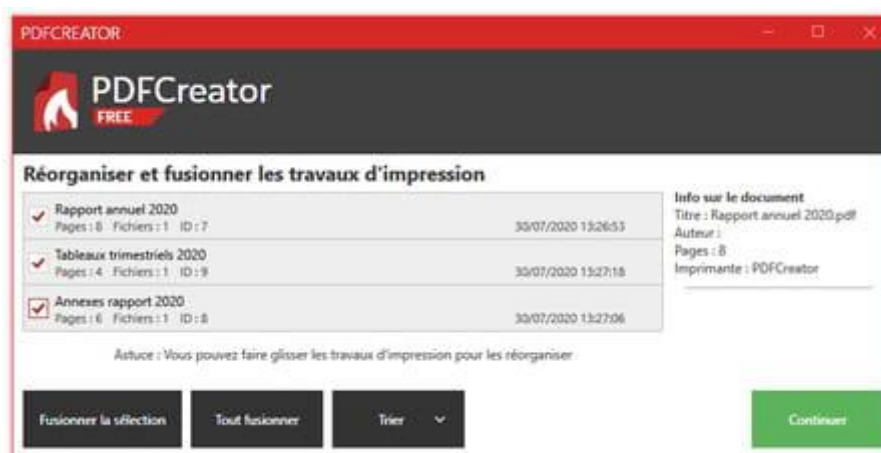 PDFCREATOR
PDFCreator
FREE
Réorganiser et fusionner les travaux d'impression
Rapport annuel 2020
Pages : 8 Fichiers : 1 ID : 7
30/07/2020 13:26:53
Tableaux trimestriels 2020
Pages : 4 Fichiers : 1 ID : 9
30/07/2020 13:27:18
Annexes rapport 2020
Pages : 6 Fichiers : 1 ID : 8
30/07/2020 13:27:06
Info sur le document
Titre : Rapport annuel 2020.pdf
Auteur :
Pages : 8
Imprimante : PDFCreator
Astuce : Vous pouvez faire glisser les travaux d'impression pour les réorganiser
Fusionner la sélection
Tout fusionner
Trier
Continuer